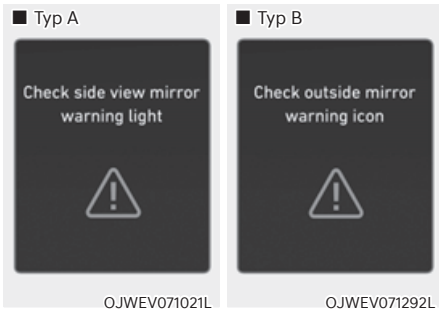 ■ Typ A
Check side view mirror
warning light
OJWEV071021L
■ Typ B
Check outside mirror
warning icon
OJWEV071292L